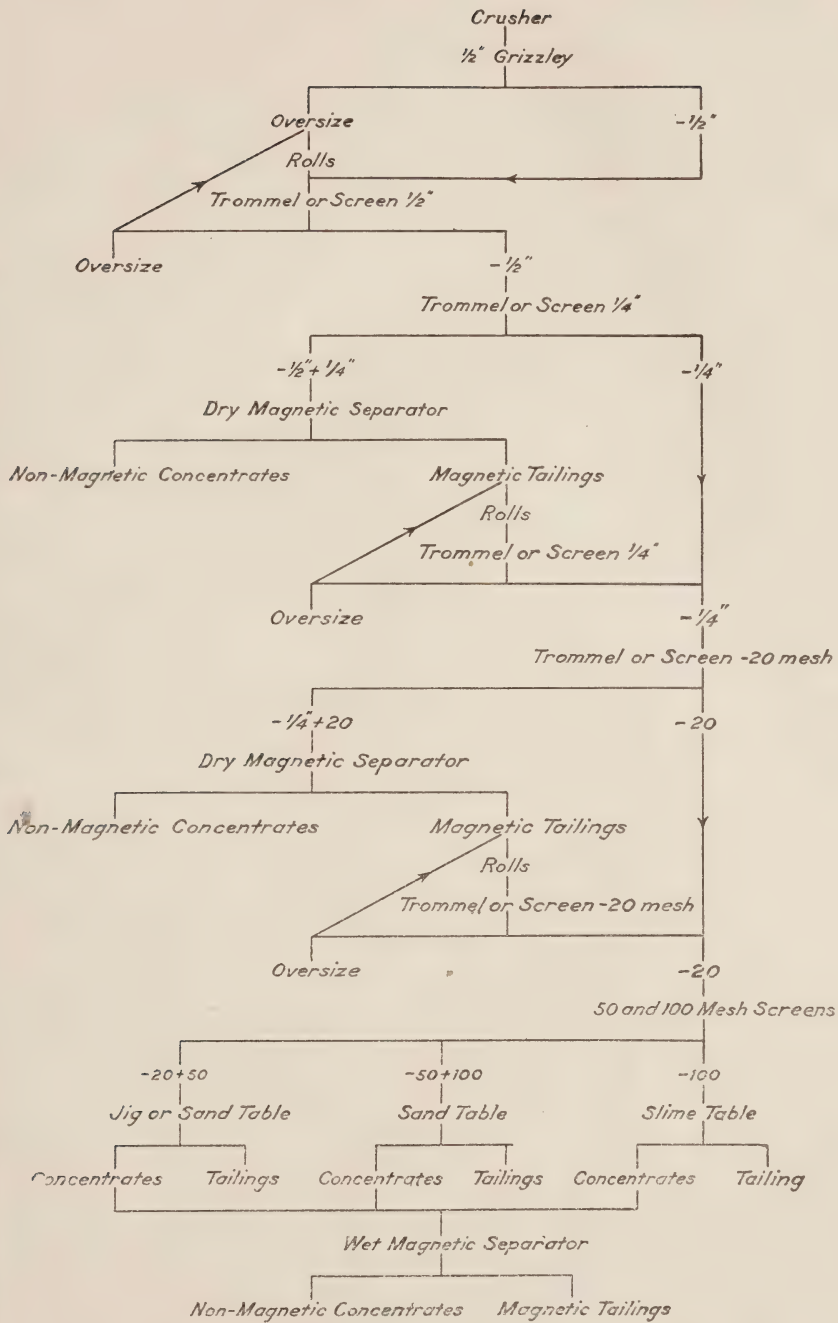 Crusher
½" Grizzley
Oversize -½"
Rolls
Trommel or Screen ½"
Oversize -½"
Trommel or Screen ¼"
-½"+¼" -¼"
Dry Magnetic Separator
Non-Magnetic Concentrates Magnetic Tailings
Rolls
Trommel or Screen ¼"
Oversize -¼"
Trommel or Screen -20 mesh
-¼"+20 -20
Dry Magnetic Separator
Non-Magnetic Concentrates Magnetic Tailings
Rolls
Trommel or Screen -20 mesh
Oversize -20
50 and 100 Mesh Screens
-20+50 -50+100 -100
Jig or Sand Table Sand Table Slime Table
Concentrates Tailings Concentrates Tailings Concentrates Tailing
Wet Magnetic Separator
Non-Magnetic Concentrates Magnetic Tailings